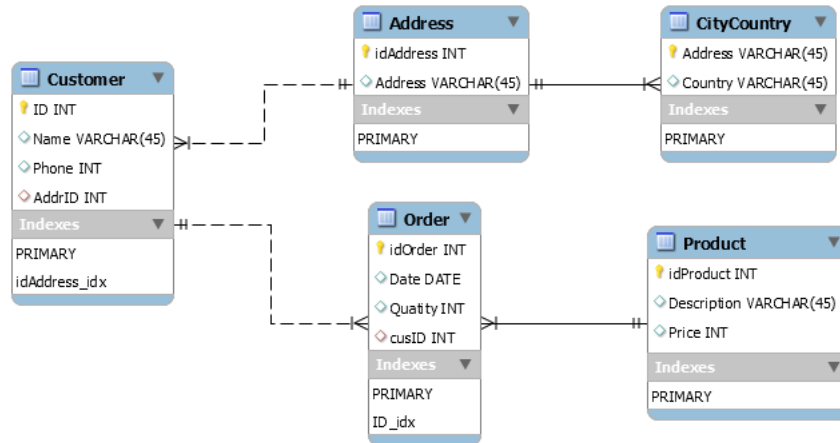 Customer
ID INT
Name VARCHAR(45)
Phone INT
AddrID INT
Indexes
PRIMARY
idAddress_idx
Address
idAddress INT
Address VARCHAR(45)
Indexes
PRIMARY
CityCountry
Address VARCHAR(45)
Country VARCHAR(45)
Indexes
PRIMARY
Order
idOrder INT
Date DATE
Quatity INT
cusID INT
Indexes
PRIMARY
ID_idx
Product
idProduct INT
Description VARCHAR(45)
Price INT
Indexes
PRIMARY